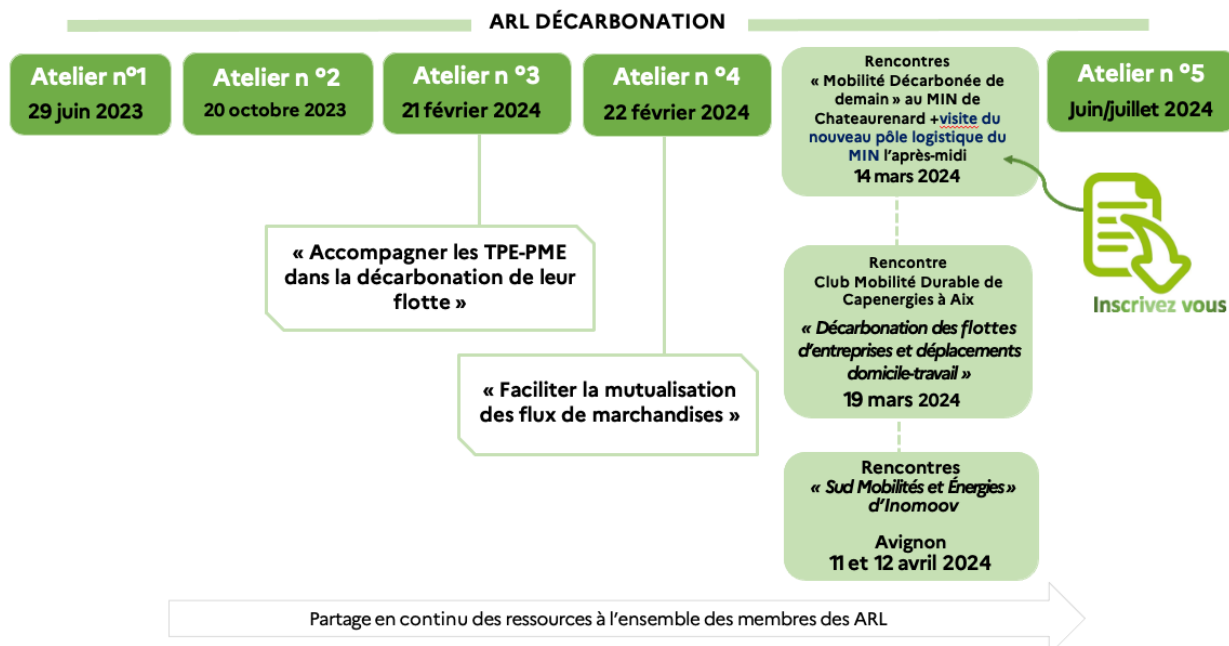 ARL DÉCARBONATION
Atelier n°1
29 juin 2023
Atelier n °2
20 octobre 2023
Atelier n °3
21 février 2024
Atelier n °4
22 février 2024
Rencontres
« Mobilité Décarbonée de
demain » au MIN de
Chateaurenard +visite du
nouveau pôle logistique du
MIN l'après-midi
14 mars 2024
Atelier n °5
Juin/juillet 2024
« Accompagner les TPE-PME
dans la décarbonation de leur
flotte »
« Faciliter la mutualisation
des flux de marchandises »
Rencontre
Club Mobilité Durable de
Capenergies à Aix
« Décarbonation des flottes
d'entreprises et déplacements
domicile-travail »
19 mars 2024
Inscrivez vous
Rencontres
« Sud Mobilités et Énergies »
d'Inomoov
Avignon
11 et 12 avril 2024
Partage en continu des ressources à l'ensemble des membres des ARL